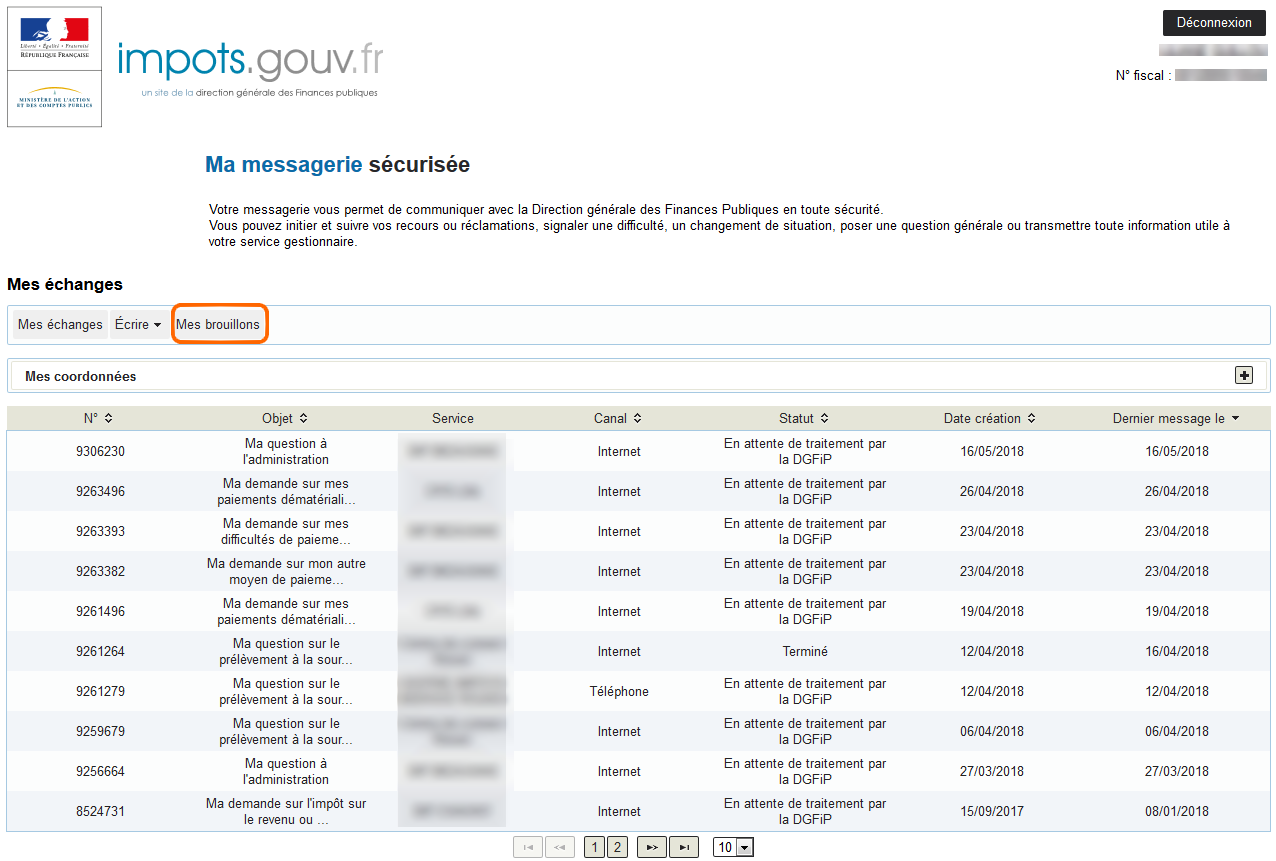 Liberté • Égalité • Fraternité
RÉPUBLIQUE FRANÇAISE
MINISTÈRE DE L'ACTION
ET DES COMPTES PUBLICS
impots.gouv.fr
un site de la direction générale des Finances publiques
Déconnexion
N° fiscal :
Ma messagerie sécurisée
Votre messagerie vous permet de communiquer avec la Direction générale des Finances Publiques en toute sécurité.
Vous pouvez initier et suivre vos recours ou réclamations, signaler une difficulté, un changement de situation, poser une question générale ou transmettre toute information utile à
votre service gestionnaire.
Mes échanges
Mes échanges Écrire Mes brouillons
Mes coordonnées
N° Objet Service Canal Statut Date création Dernier message le
Ma question à En attente de traitement par
9306230 Internet 16/05/2018 16/05/2018
l'administration la DGFiP
Ma demande sur mes En attente de traitement par
9263496 Internet 26/04/2018 26/04/2018
paiements dématériali... la DGFiP
Ma demande sur mes En attente de traitement par
9263393 Internet 23/04/2018 23/04/2018
difficultés de paieme... la DGFiP
Ma demande sur mon autre En attente de traitement par
9263382 Internet 23/04/2018 23/04/2018
moyen de paieme... la DGFiP
Ma demande sur mes En attente de traitement par
9261496 Internet 19/04/2018 19/04/2018
paiements dématériali... la DGFiP
Ma question sur le
9261264 Internet Terminé 12/04/2018 16/04/2018
prélèvement à la sour...
Ma question sur le En attente de traitement par
9261279 Téléphone 12/04/2018 12/04/2018
prélèvement à la sour... la DGFiP
Ma question sur le En attente de traitement par
9259679 Internet 06/04/2018 06/04/2018
prélèvement à la sour... la DGFiP
Ma question à En attente de traitement par
9256664 Internet 27/03/2018 27/03/2018
l'administration la DGFiP
Ma demande sur l'impôt sur En attente de traitement par
8524731 Internet 15/09/2017 08/01/2018
le revenu ou ... la DGFiP
1 2 10